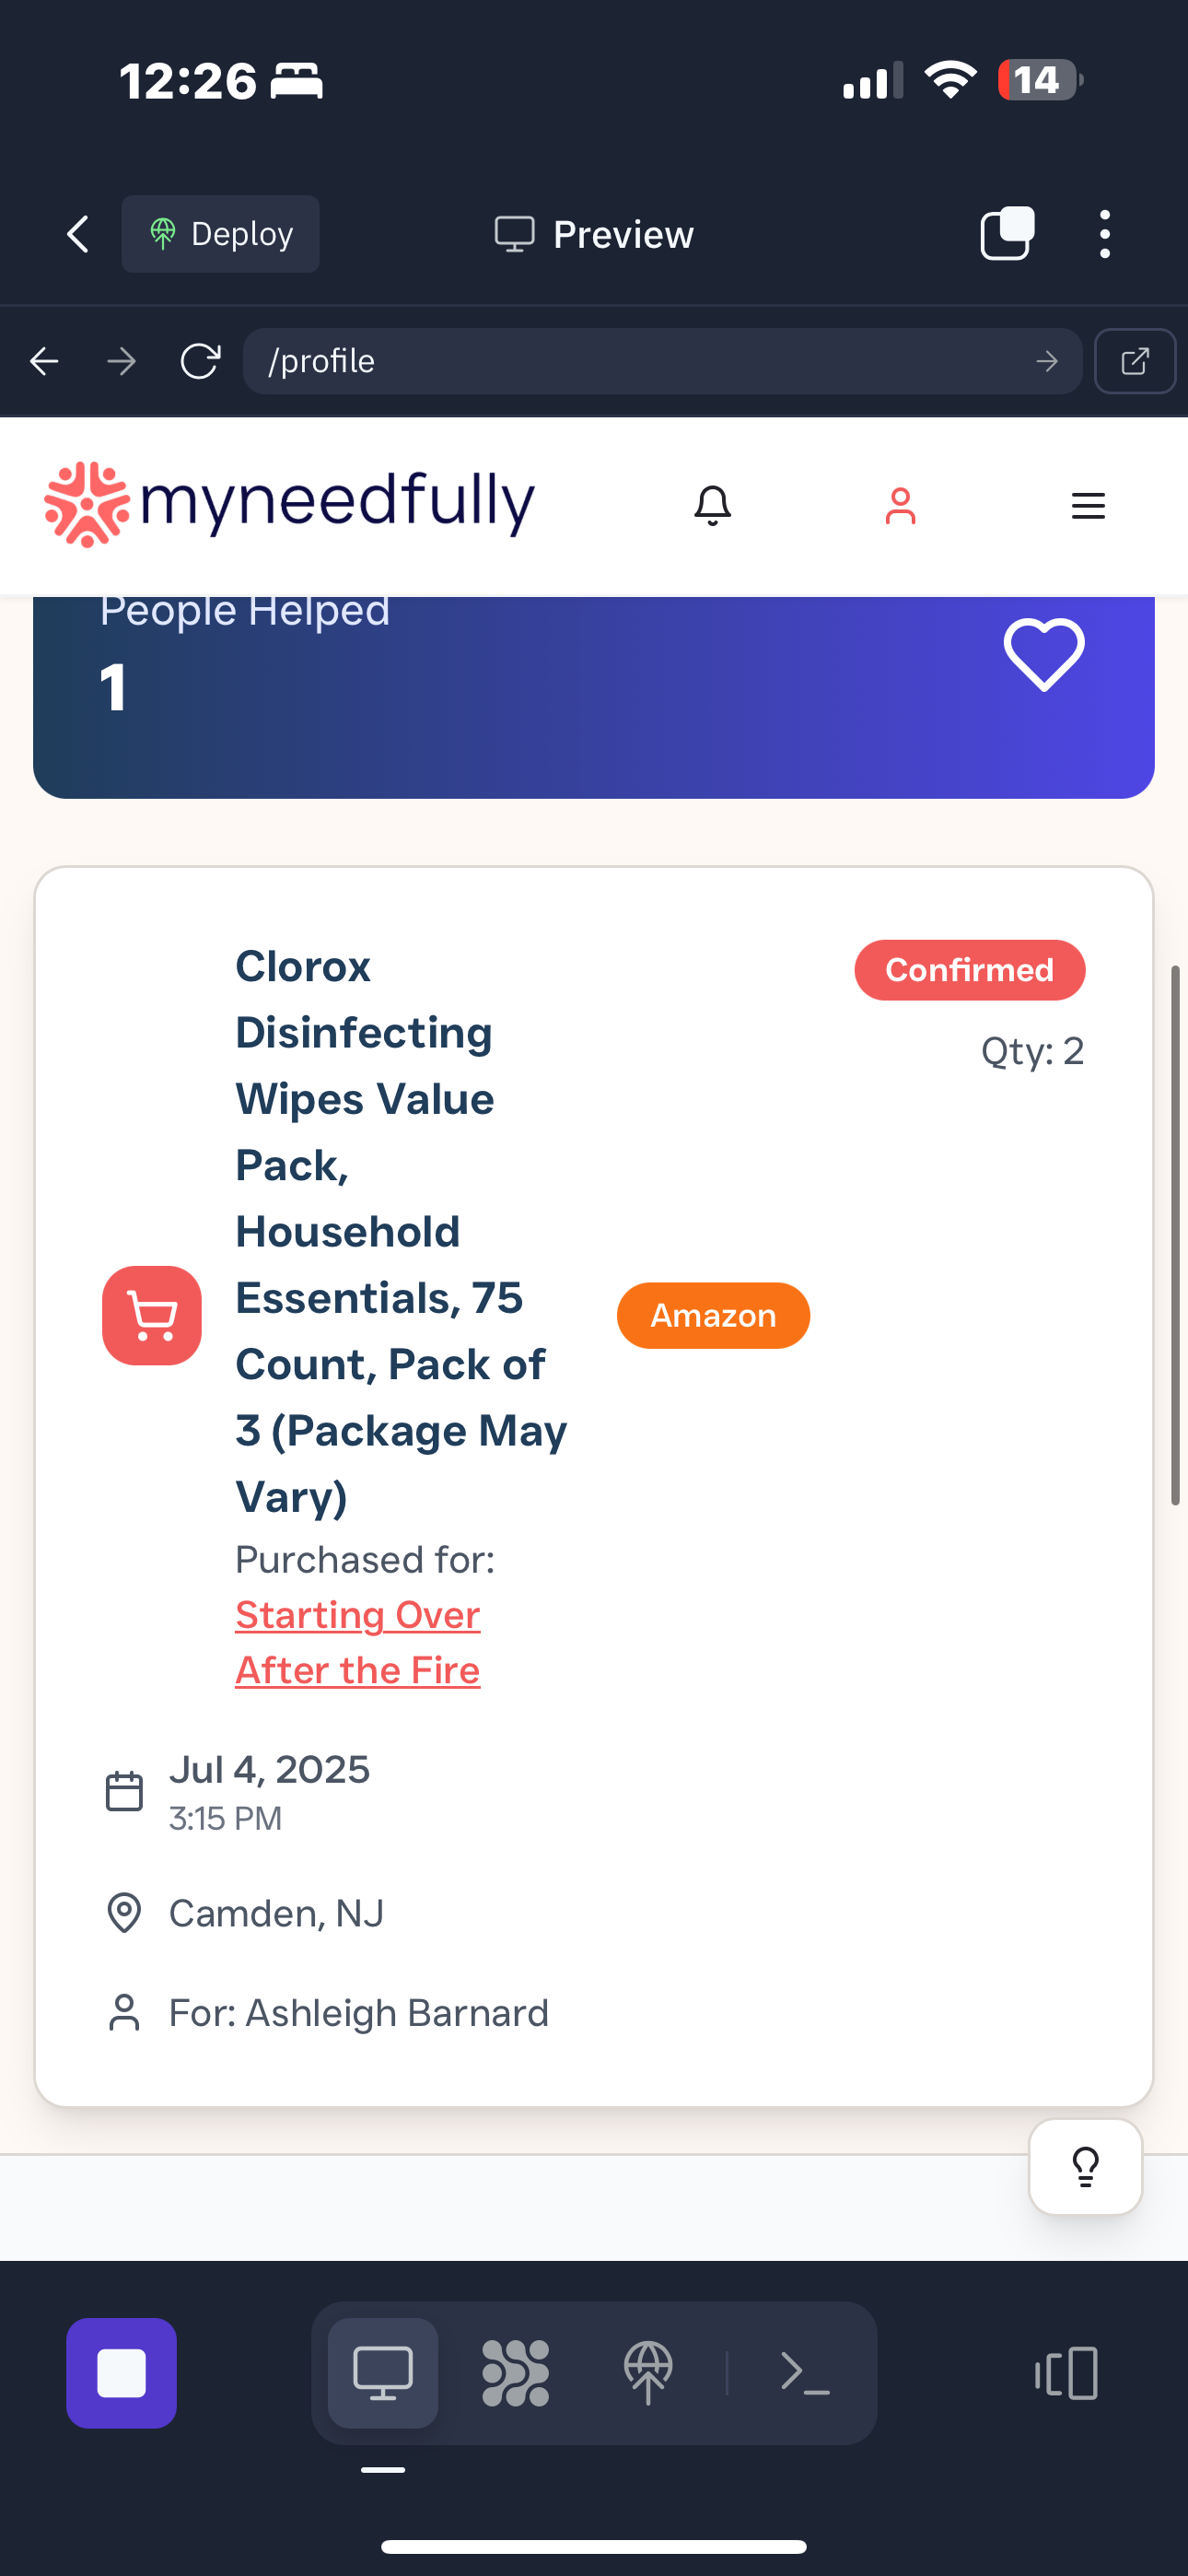 12:26
14
Deploy
Preview
/profile
myneedfully
People Helped
1
Clorox
Disinfecting
Wipes Value
Pack,
Household
Essentials, 75
Count, Pack of
3 (Package May
Vary)
Purchased for:
Starting Over
After the Fire
Amazon
Confirmed
Qty: 2
Jul 4, 2025
3:15 PM
Camden, NJ
For: Ashleigh Barnard